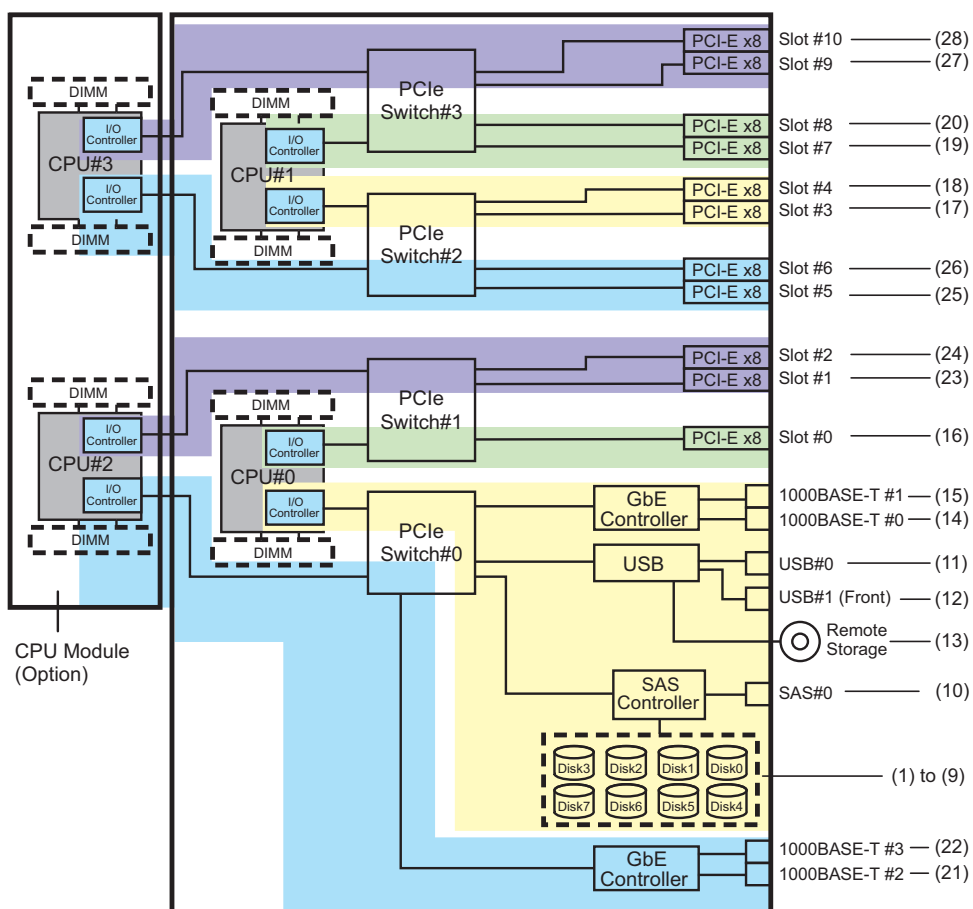 PCI-E x8 Slot #10 (28)
PCI-E x8 Slot #9 (27)
PCIe
Switch#3
DIMM
I/O
Controller
CPU#3
I/O
Controller
DIMM
DIMM
I/O
Controller
CPU#1
I/O
Controller
DIMM
PCI-E x8 Slot #8 (20)
PCI-E x8 Slot #7 (19)
PCI-E x8 Slot #4 (18)
PCI-E x8 Slot #3 (17)
PCIe
Switch#2
PCI-E x8 Slot #6 (26)
PCI-E x8 Slot #5 (25)
PCI-E x8 Slot #2 (24)
PCI-E x8 Slot #1 (23)
PCIe
Switch#1
DIMM
I/O
Controller
CPU#2
I/O
Controller
DIMM
DIMM
I/O
Controller
CPU#0
I/O
Controller
DIMM
PCI-E x8 Slot #0 (16)
PCIe
Switch#0
GbE
Controller
1000BASE-T #1 (15)
1000BASE-T #0 (14)
USB
USB#0 (11)
USB#1 (Front) (12)
Remote
Storage (13)
CPU Module
(Option)
SAS
Controller
SAS#0 (10)
Disk3 Disk2 Disk1 Disk0
Disk7 Disk6 Disk5 Disk4
(1) to (9)
GbE
Controller
1000BASE-T #3 (22)
1000BASE-T #2 (21)